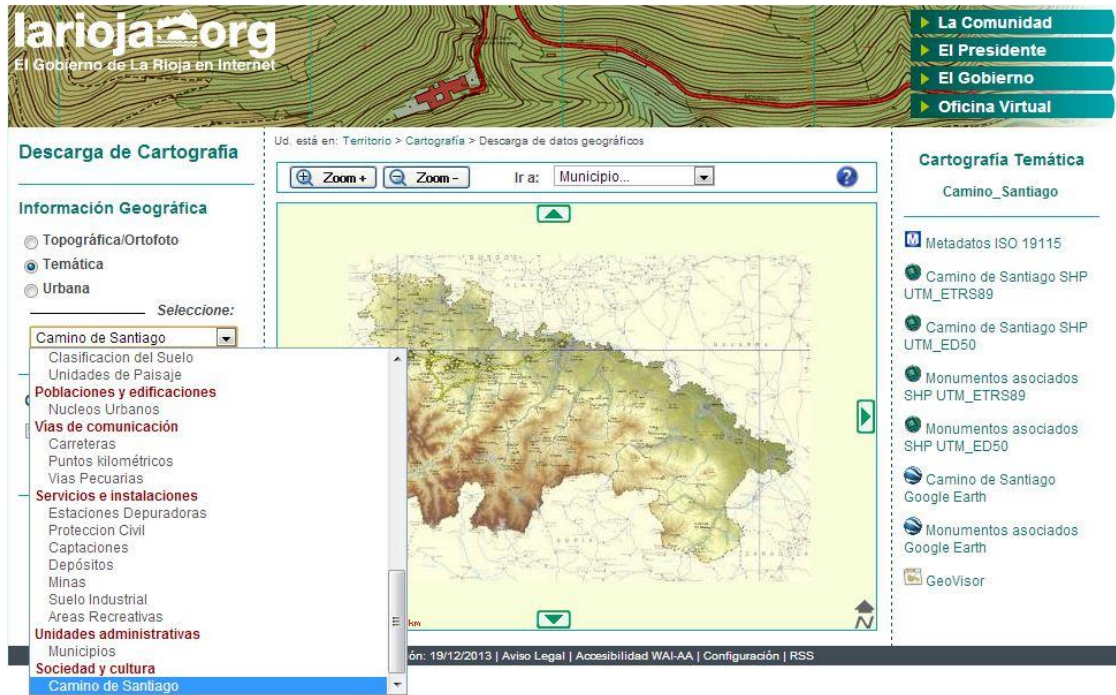 larioja.org
El Gobierno de La Rioja en Internet
La Comunidad
El Presidente
El Gobierno
Oficina Virtual
Descarga de Cartografía
Información Geográfica
Topográfica/Ortofoto
Temática
Urbana
Seleccione:
Camino de Santiago
Clasificacion del Suelo
Unidades de Paisaje
Poblaciones y edificaciones
Nucleos Urbanos
Vías de comunicación
Carreteras
Puntos kilométricos
Vias Pecuarias
Servicios e instalaciones
Estaciones Depuradoras
Proteccion Civil
Captaciones
Depósitos
Minas
Suelo Industrial
Areas Recreativas
Unidades administrativas
Municipios
Sociedad y cultura
Camino de Santiago
Ud. está en: Territorio > Cartografía > Descarga de datos geográficos
Zoom + Zoom - Ir a: Municipio... ?
NAVARRA
SORIA
ZARAGOZA
km
N
ón: 19/12/2013 | Aviso Legal | Accesibilidad WAI-AA | Configuración | RSS
Cartografía Temática
Camino_Santiago
M Metadatos ISO 19115
Camino de Santiago SHP
UTM_ETRS89
Camino de Santiago SHP
UTM_ED50
Monumentos asociados
SHP UTM_ETRS89
Monumentos asociados
SHP UTM_ED50
Camino de Santiago
Google Earth
Monumentos asociados
Google Earth
GeoVisor